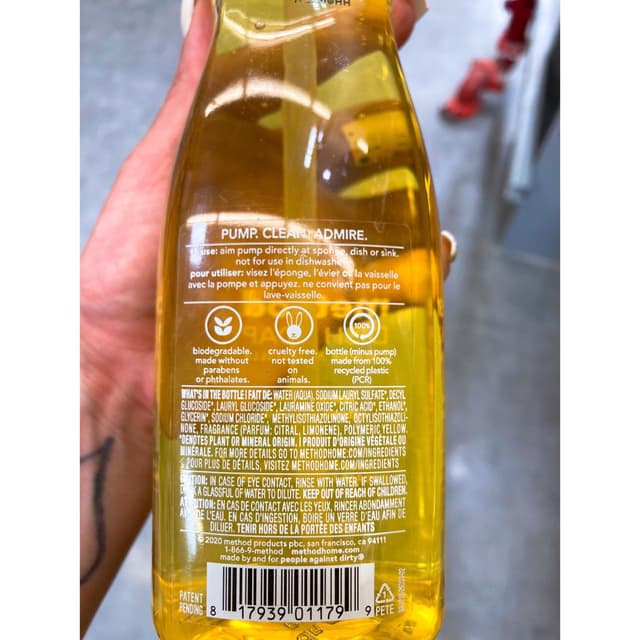 PUMP. CLEAN. ADMIRE.
to use: aim pump directly at sponge, dish or sink.
not for use in dishwasher.
pour utiliser: visez l'éponge, l'évier ou la vaisselle
avec la pompe et appuyez. ne convient pas pour le
lave-vaisselle.
100%
biodegradable.
made without
parabens
or phthalates.
cruelty free.
not tested
on
animals.
bottle (minus pump)
made from 100%
recycled plastic
(PCR)
WHAT'S IN THE BOTTLE | FAIT DE: WATER (AQUA), SODIUM LAURYL SULFATE*, DECYL
GLUCOSIDE*, LAURYL GLUCOSIDE*, LAURAMINE OXIDE*, CITRIC ACID*, ETHANOL,
GLYCERIN*, SODIUM CHLORIDE*, METHYLISOTHIAZOLINONE, OCTYLISOTHIAZOLI-
NONE, FRAGRANCE (PARFUM: CITRAL, LIMONENE), POLYMERIC YELLOW.
*DENOTES PLANT OR MINERAL ORIGIN. | PRODUIT D'ORIGINE VÉGÉTALE OU
MINÉRALE. FOR MORE DETAILS GO TO METHODHOME.COM/INGREDIENTS
POUR PLUS DE DÉTAILS, VISITEZ METHODHOME.COM/INGREDIENTS
CAUTION: IN CASE OF EYE CONTACT, RINSE WITH WATER. IF SWALLOWED,
DRINK A GLASSFUL OF WATER TO DILUTE. KEEP OUT OF REACH OF CHILDREN.
ATTENTION: EN CAS DE CONTACT AVEC LES YEUX, RINCER ABONDAMMENT
AVEC DE L'EAU. EN CAS D'INGESTION, BOIRE UN VERRE D'EAU AFIN DE
DILUER. TENIR HORS DE LA PORTÉE DES ENFANTS
© 2020 method products pbc, san francisco, ca 94111
1-866-9-method methodhome.com
made by and for people against dirty®
PATENT
PENDING
8 17939 01179 9
1
PETE